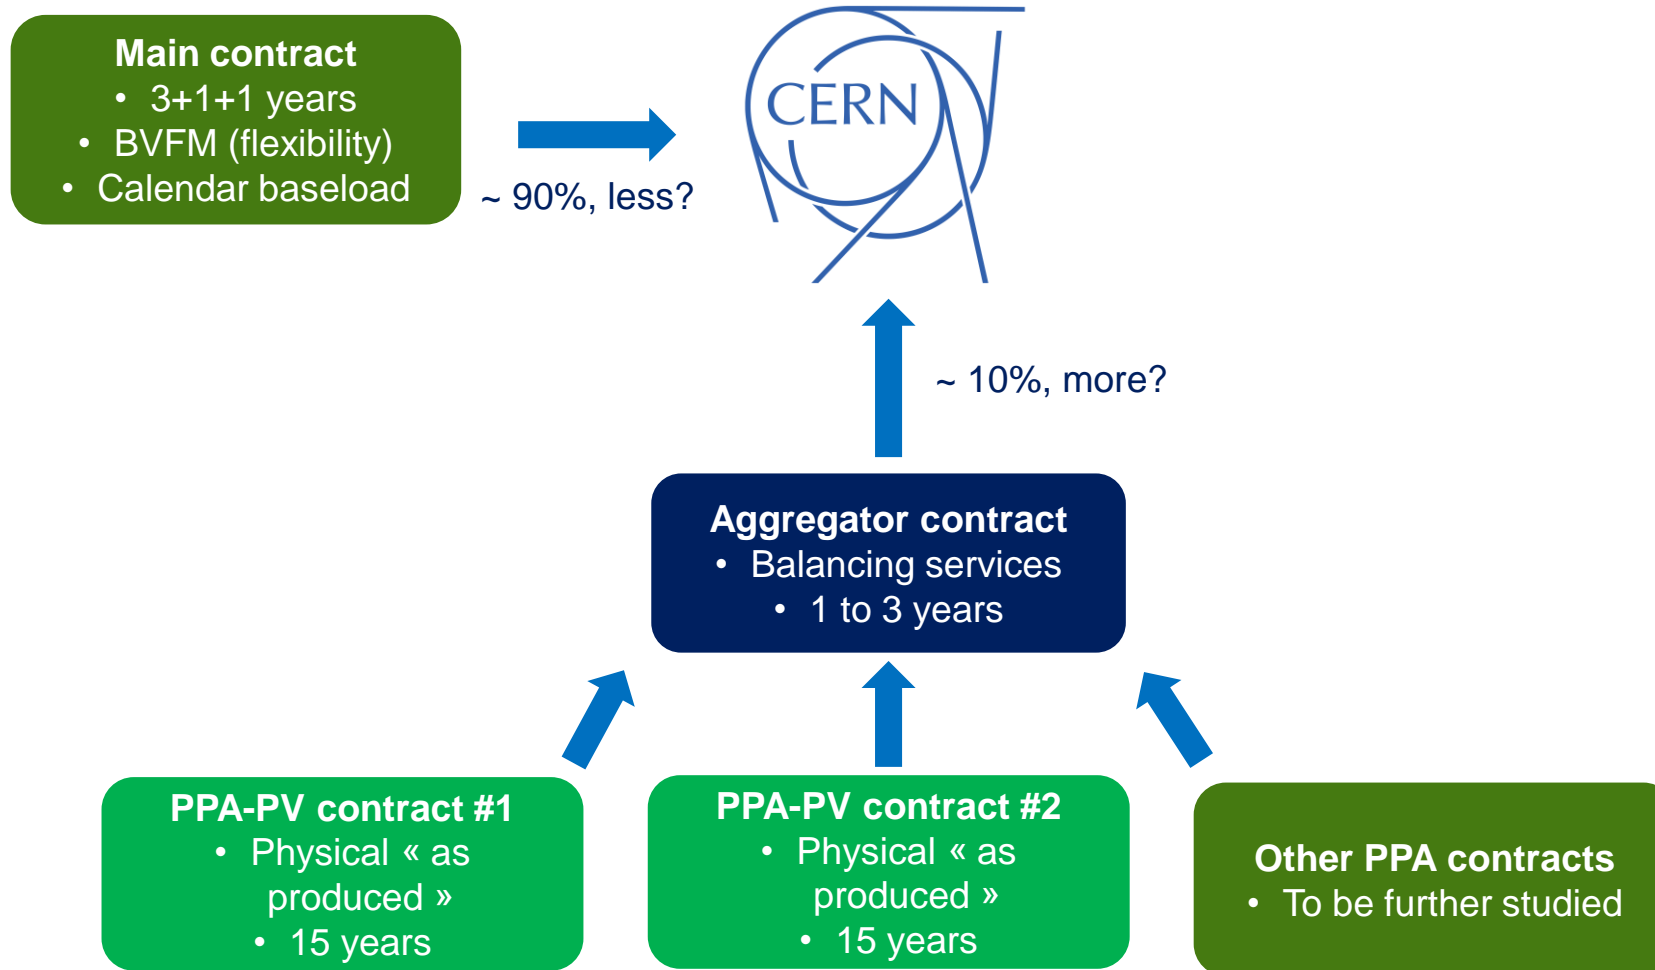 Main contract
• 3+1+1 years
• BVFM (flexibility)
• Calendar baseload
~ 90%, less?
CERN
~ 10%, more?
Aggregator contract
• Balancing services
• 1 to 3 years
PPA-PV contract #1
• Physical « as
produced »
• 15 years
PPA-PV contract #2
• Physical « as
produced »
• 15 years
Other PPA contracts
• To be further studied